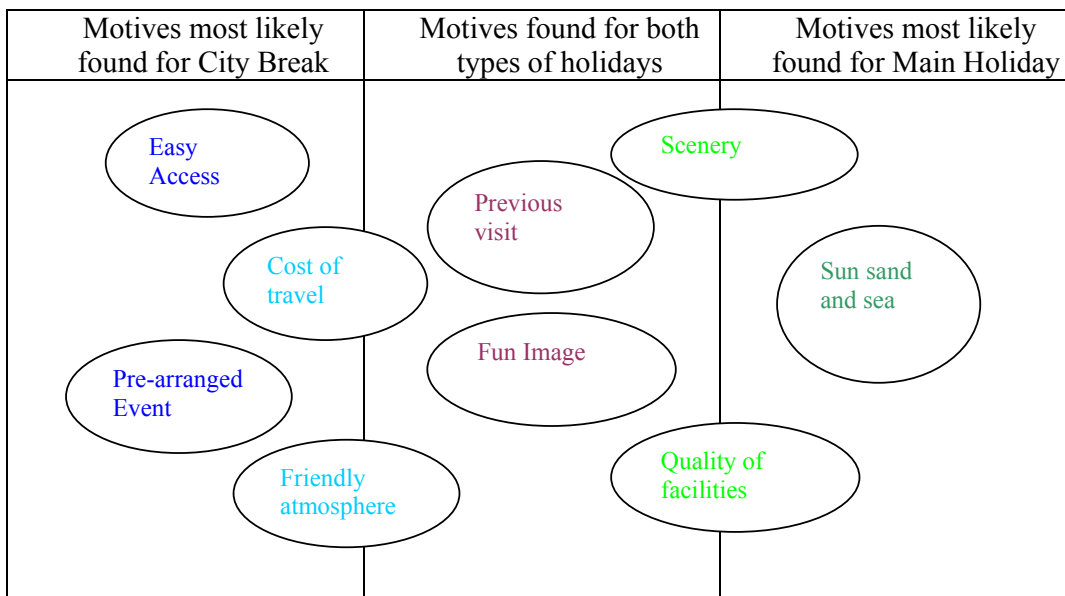 Motives most likely
found for City Break
Motives found for both
types of holidays
Motives most likely
found for Main Holiday
Easy
Access
Scenery
Previous
visit
Cost of
travel
Sun sand
and sea
Fun Image
Pre-arranged
Event
Friendly
atmosphere
Quality of
facilities